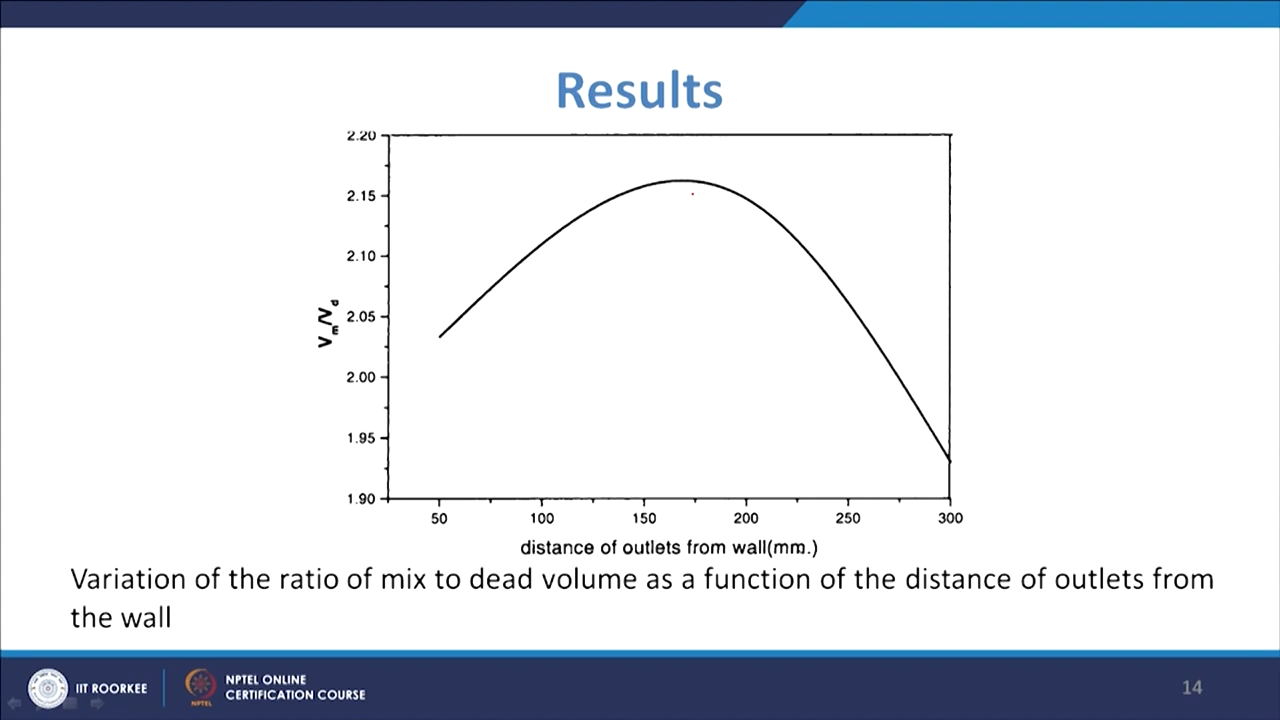 Results
2.20
2.15
2.10
2.05
2.00
1.95
1.90
Vm/Vd
50 100 150 200 250 300
distance of outlets from wall(mm.)
Variation of the ratio of mix to dead volume as a function of the distance of outlets from
the wall
IIT ROORKEE
NPTEL
NPTEL ONLINE
CERTIFICATION COURSE
14